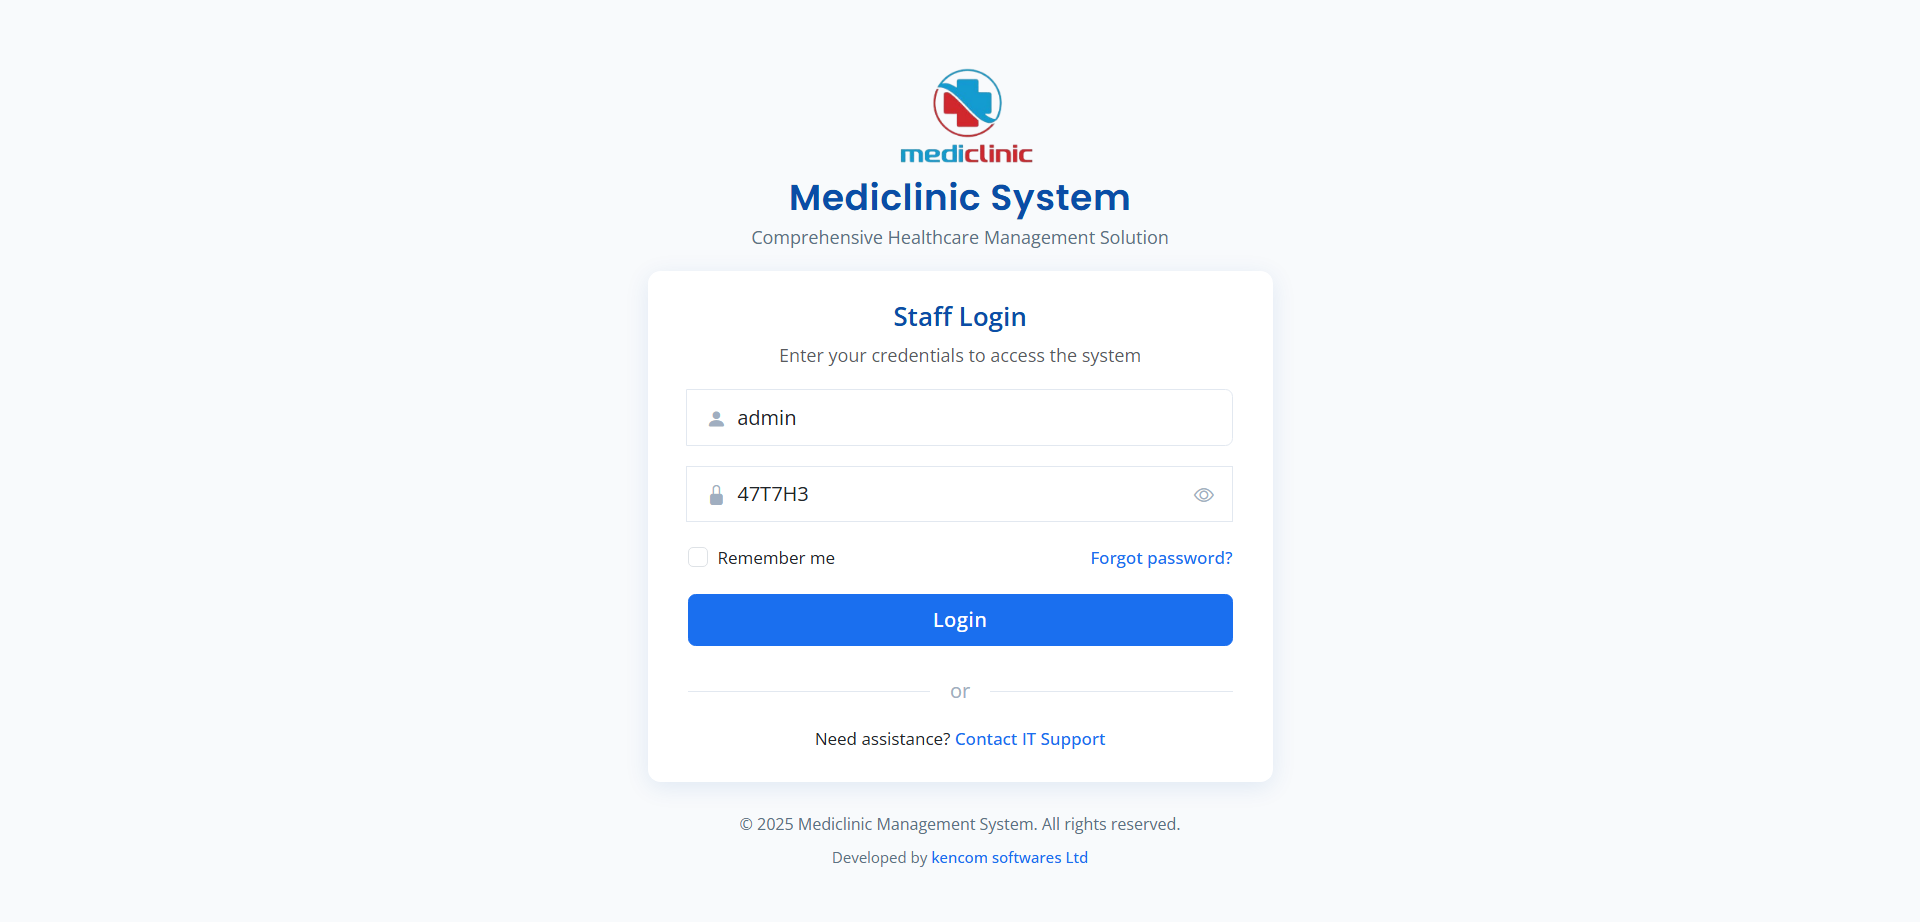 mediclinic
Mediclinic System
Comprehensive Healthcare Management Solution
Staff Login
Enter your credentials to access the system
admin
47T7H3
Remember me
Forgot password?
Login
or
Need assistance? Contact IT Support
© 2025 Mediclinic Management System. All rights reserved.
Developed by kencom softwares Ltd